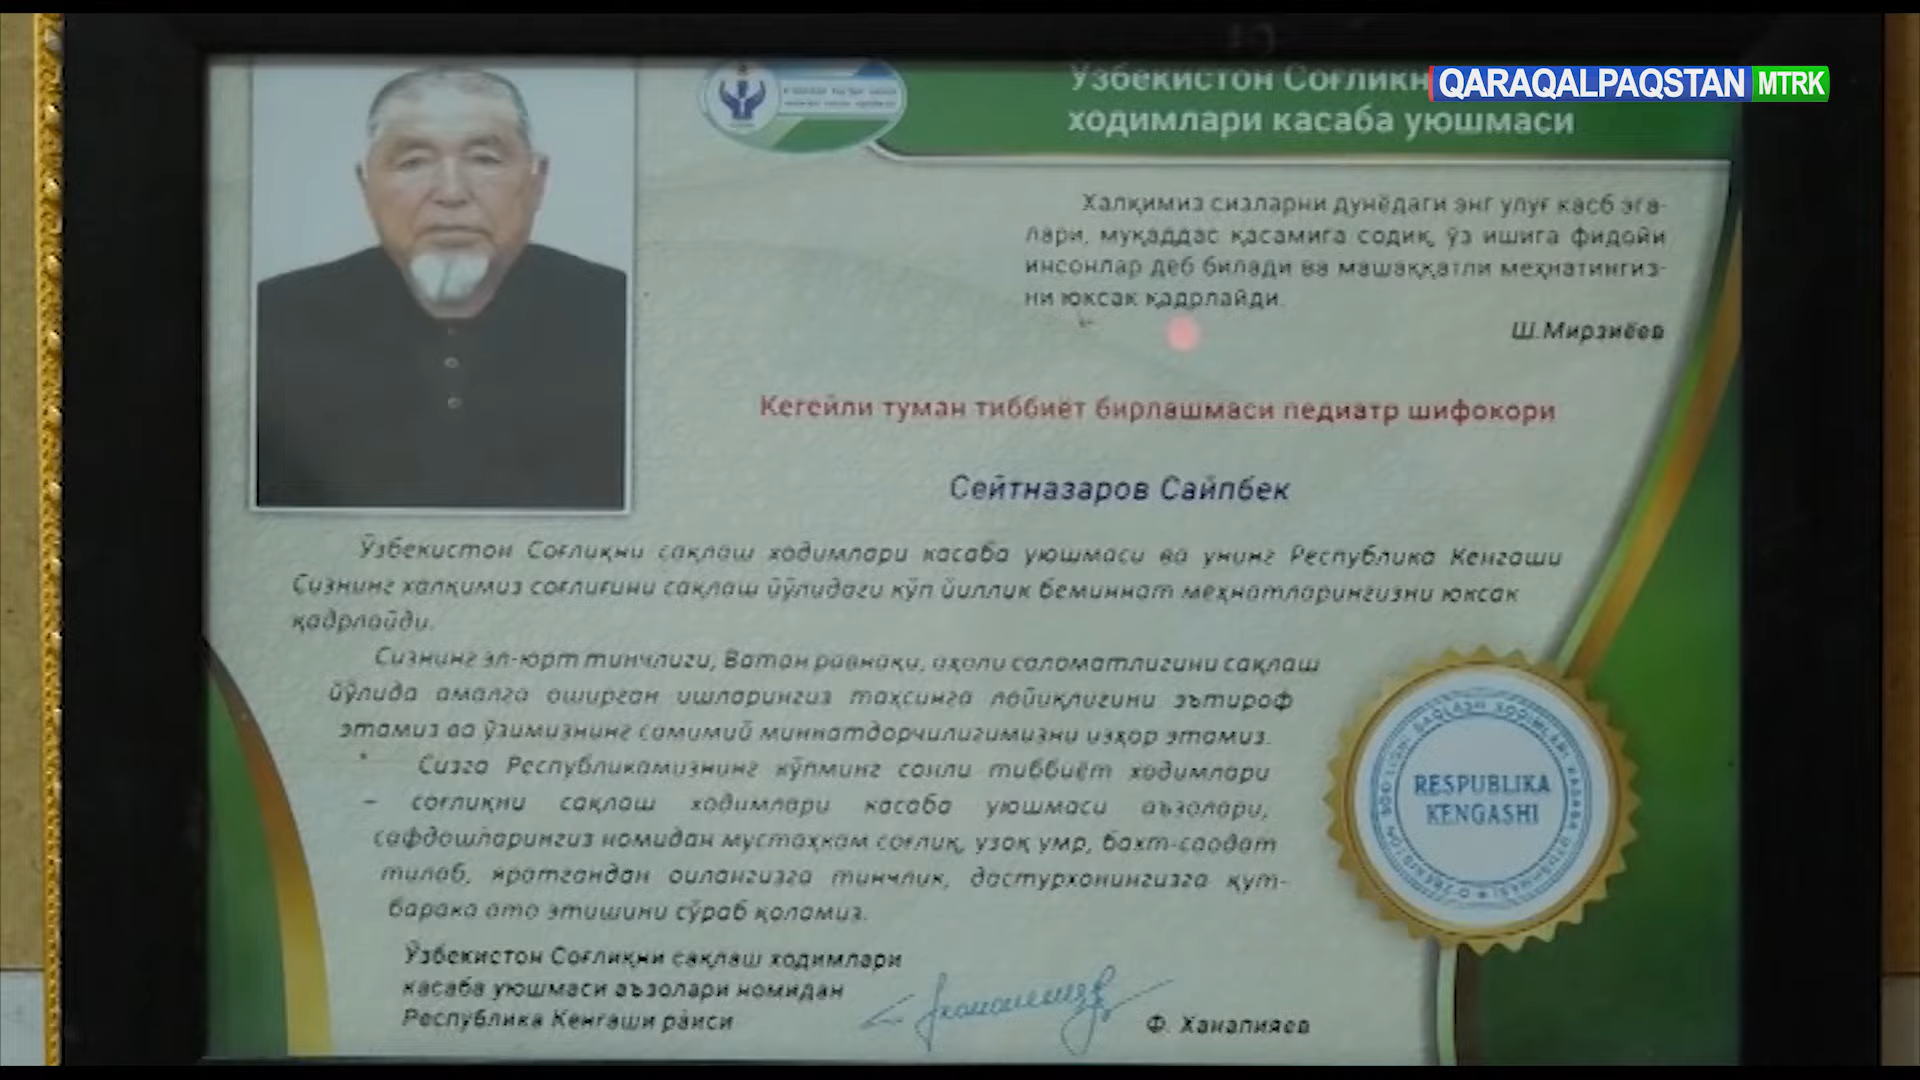 Ўзбекистон Соғлиқн
QARAQALPAQSTAN MTRK
ходимлари касаба уюшмаси
Халқимиз сизларни дунёдаги энг улуғ касб эга-
лари, муқаддас қасамига содиқ, ўз ишига фидойи
инсонлар деб билади ва машаққатли меҳнатингиз-
ни юксак қадрлайди.
Ш.Мирзиёев
Кегейли туман тиббиёт бирлашмаси педиатр шифокори
Сейтназаров Сайпбек
Ўзбекистон Соғлиқни сақлаш ходимлари касаба уюшмаси ва унинг Республика Кенгаши
Сизнинг халқимиз соғлиғини сақлаш йўлидаги кўп йиллик беминнат меҳнатларингизни юксак
қадрлайди.
Сизнинг эл-юрт тинчлиги, Ватан равнақи, аҳоли саломатлигини сақлаш
йўлида амалга оширган ишларингиз таҳсинга лойиқлигини эътироф
этамиз ва ўзимизнинг самимий миннатдорчилигимизни изҳор этамиз.
Сизга Республикамизнинг кўпминг сонли тиббиёт ходимлари
– соғлиқни сақлаш ходимлари касаба уюшмаси аъзолари,
сафдошларингиз номидан мустаҳкам соғлиқ, узоқ умр, бахт-саодат
тилаб, яратгандан оилангизга тинчлик, дастурхонингизга қут-
барака ато этишини сўраб қоламиз.
RESPUBLIKA
KENGASHI
Ўзбекистон Соғлиқни сақлаш ходимлари
касаба уюшмаси аъзолари номидан
Республика Кенгаши раиси
Ф. Ханапияев